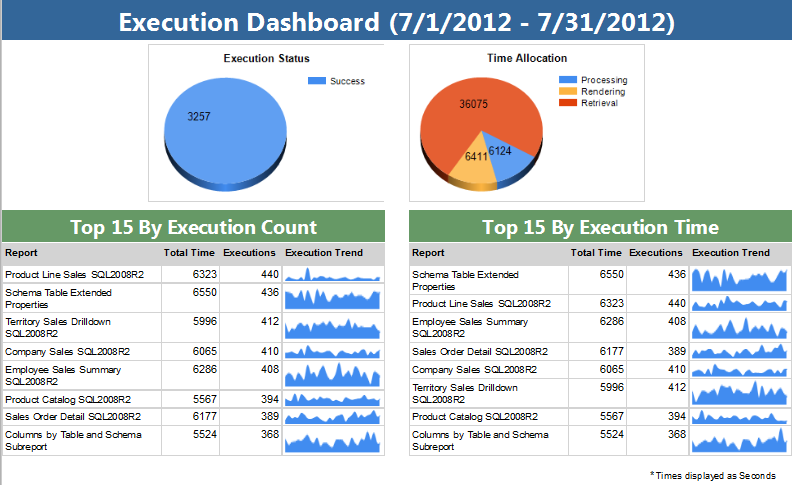 Execution Dashboard (7/1/2012 - 7/31/2012)
Execution Status
Success
3257
Time Allocation
Processing
Rendering
Retrieval
36075
6411
6124
Top 15 By Execution Count
Report Total Time Executions Execution Trend
Product Line Sales SQL2008R2 6323 440
Schema Table Extended 6550 436
Properties
Territory Sales Drilldown 5996 412
SQL2008R2
Company Sales SQL2008R2 6065 410
Employee Sales Summary 6286 408
SQL2008R2
Product Catalog SQL2008R2 5567 394
Sales Order Detail SQL2008R2 6177 389
Columns by Table and Schema 5524 368
Subreport
Top 15 By Execution Time
Report Total Time Executions Execution Trend
Schema Table Extended 6550 436
Properties
Product Line Sales SQL2008R2 6323 440
Employee Sales Summary 6286 408
SQL2008R2
Sales Order Detail SQL2008R2 6177 389
Company Sales SQL2008R2 6065 410
Territory Sales Drilldown 5996 412
SQL2008R2
Product Catalog SQL2008R2 5567 394
Columns by Table and Schema 5524 368
Subreport
*Times displayed as Seconds